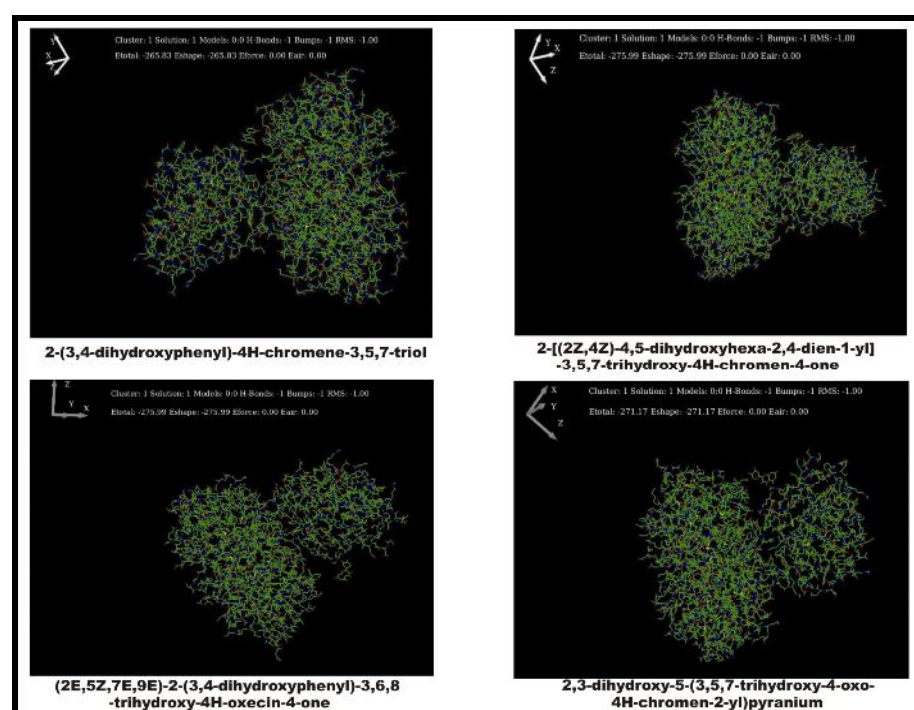 Cluster: 1 Solution: 1 Models: 0:0 H-Bonds: -1 Bumps: -1 RMS: -1.00
Etotal: -265.83 Eshape: -265.83 Eforce: 0.00 Eair: 0.00
X
2-(3,4-dihydroxyphenyl)-4H-chromene-3,5,7-triol
Cluster: 1 Solution: 1 Models: 0:0 H-Bonds: -1 Bumps: -1 RMS: -1.00
Etotal: -275.99 Eshape: -275.99 Eforce: 0.00 Eair: 0.00
Y
X
Z
2-[(2Z,4Z)-4,5-dihydroxyhexa-2,4-dien-1-yl]
-3,5,7-trihydroxy-4H-chromen-4-one
Cluster: 1 Solution: 1 Models: 0:0 H-Bonds: -1 Bumps: -1 RMS: -1.00
Etotal: -275.99 Eshape: -275.99 Eforce: 0.00 Eair: 0.00
Z
Y X
(2E,5Z,7E,9E)-2-(3,4-dihydroxyphenyl)-3,6,8
-trihydroxy-4H-oxecin-4-one
Cluster: 1 Solution: 1 Models: 0:0 H-Bonds: -1 Bumps: -1 RMS: -1.00
Etotal: -271.17 Eshape: -271.17 Eforce: 0.00 Eair: 0.00
X
Y
Z
2,3-dihydroxy-5-(3,5,7-trihydroxy-4-oxo-
4H-chromen-2-yl)pyranium